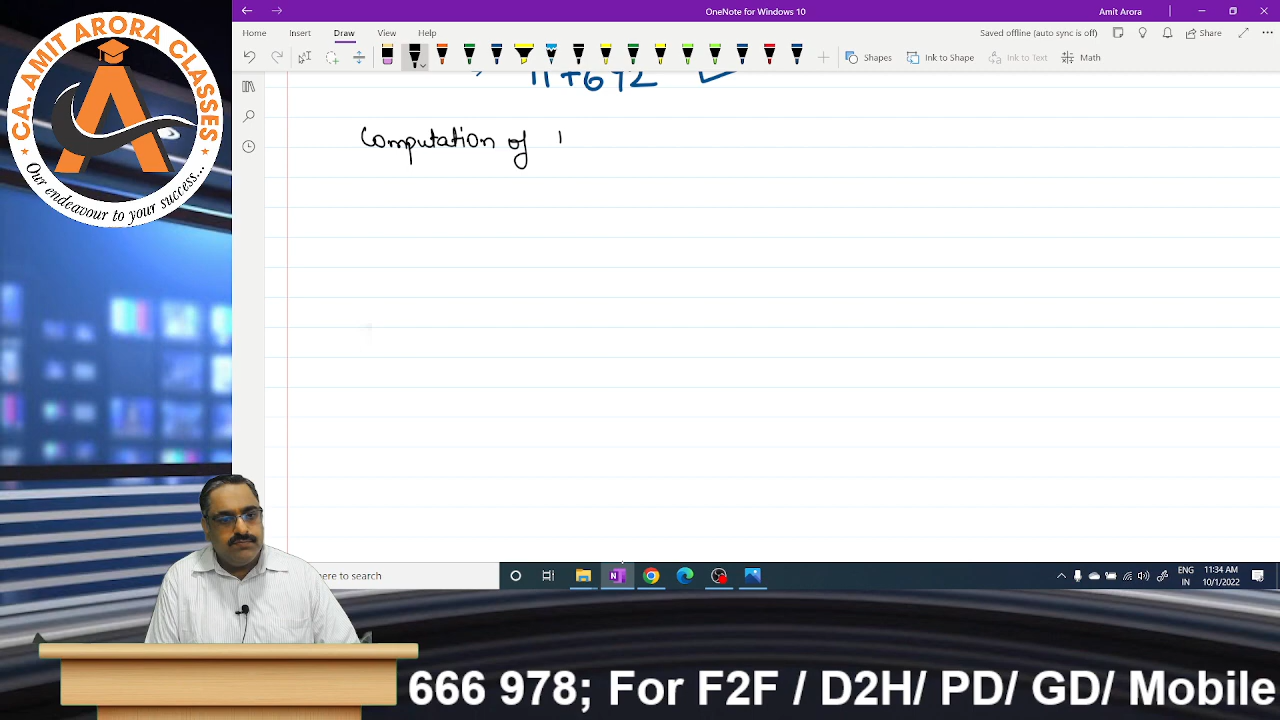 OneNote for Windows 10
Amit Arora
Home Insert Draw View Help
Saved offline (auto sync is off) Share
Shapes Ink to Shape Ink to Text Math
CA. AMIT ARORA CLASSES
Our endeavour to your success...
Computation of
here to search
ENG
IN
11:34 AM
10/1/2022
666 978; For F2F / D2H/ PD/ GD/ Mobile